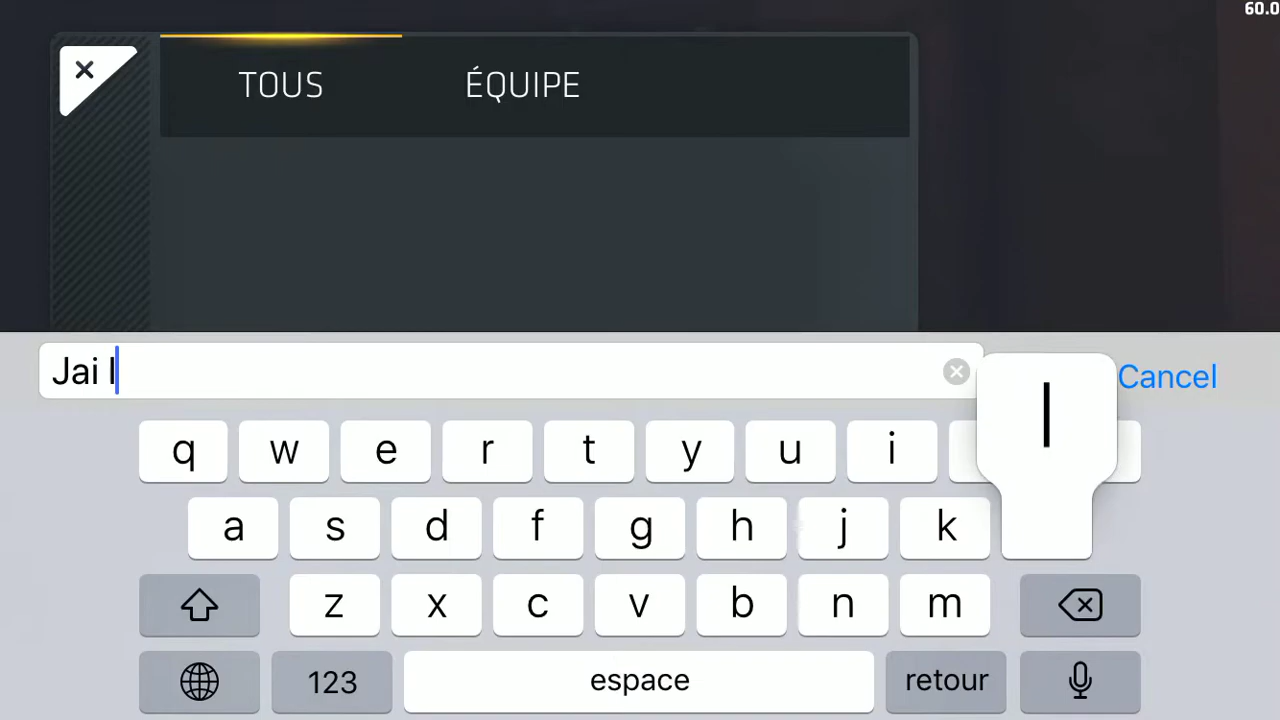 60.0
TOUS ÉQUIPE
Jai l
Cancel
l
q w e r t y u i
a s d f g h j k
z x c v b n m
123 espace retour